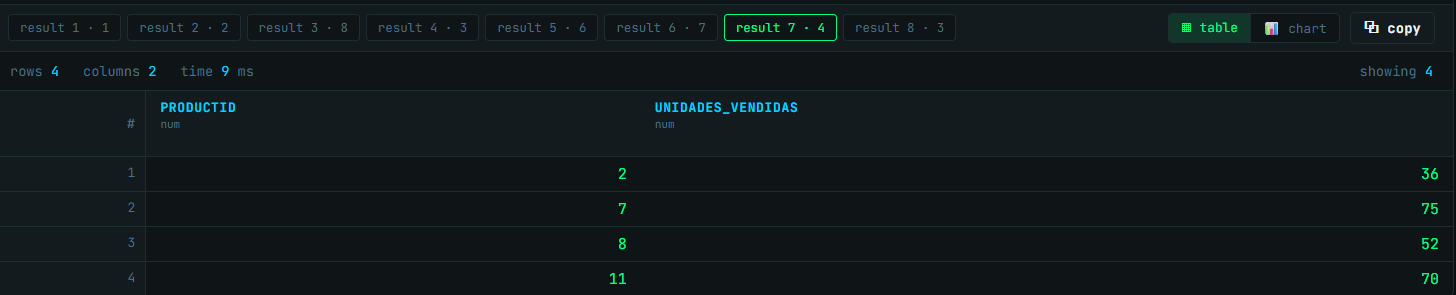 result 1 · 1 result 2 · 2 result 3 · 8 result 4 · 3 result 5 · 6 result 6 · 7 result 7 · 4 result 8 · 3 table chart copy
rows 4 columns 2 time 9 ms showing 4
# PRODUCTID UNIDADES_VENDIDAS
num num
1 2 36
2 7 75
3 8 52
4 11 70